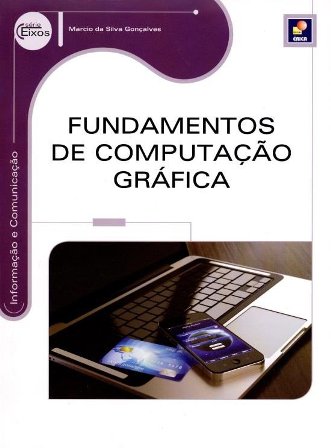 série
Eixos
Marcio da Silva Gonçalves
ÉRICA
FUNDAMENTOS
DE COMPUTAÇÃO
GRÁFICA
Informação e Comunicação